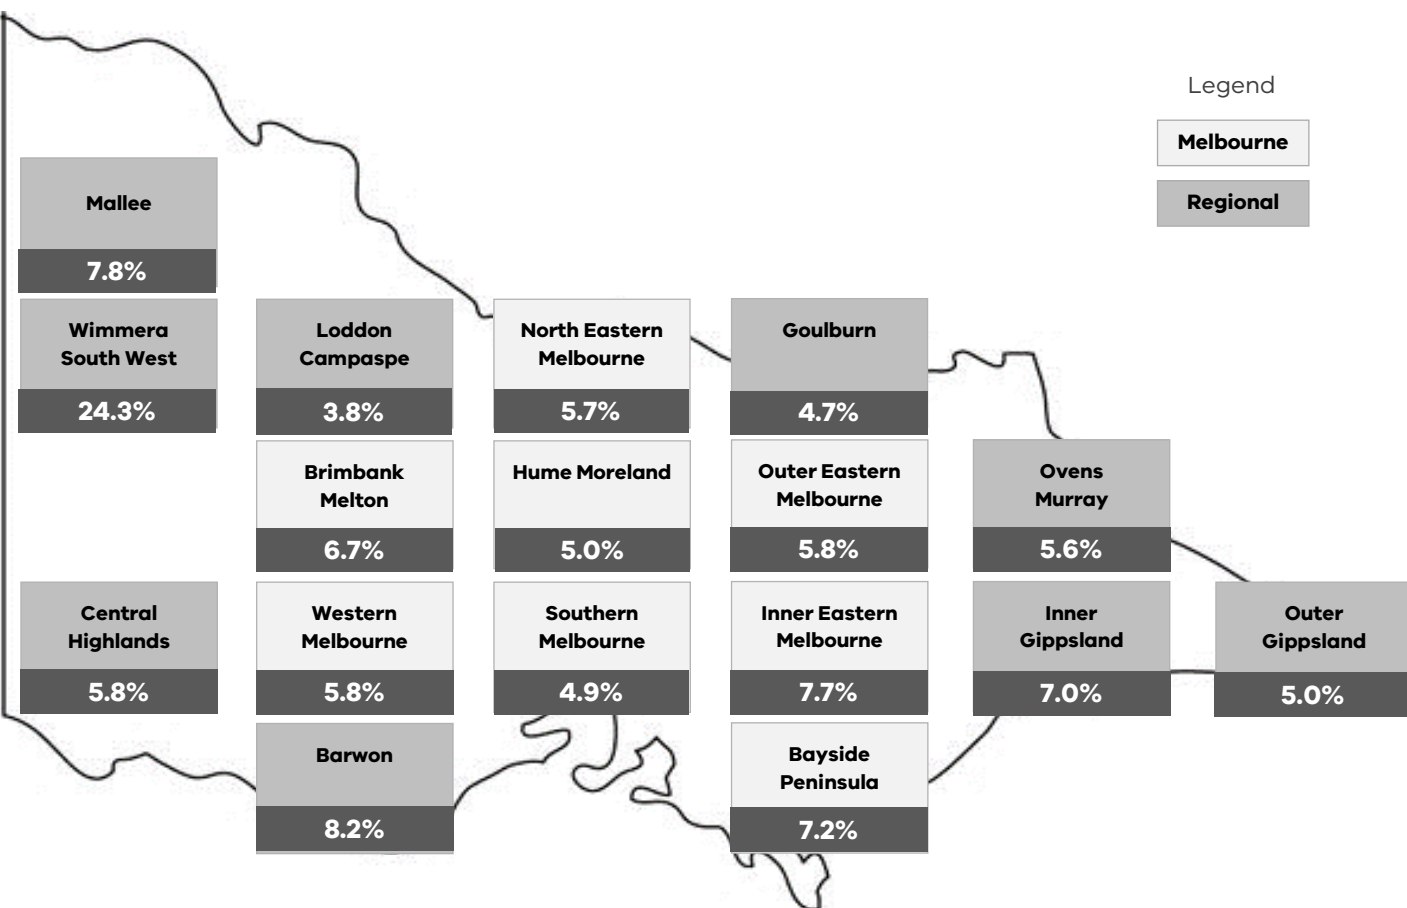 Legend
Melbourne
Regional
Mallee
7.8%
Wimmera
South West
24.3%
Loddon
Campaspe
3.8%
North Eastern
Melbourne
5.7%
Goulburn
4.7%
Brimbank
Melton
6.7%
Hume Moreland
5.0%
Outer Eastern
Melbourne
5.8%
Ovens
Murray
5.6%
Central
Highlands
5.8%
Western
Melbourne
5.8%
Southern
Melbourne
4.9%
Inner Eastern
Melbourne
7.7%
Inner
Gippsland
7.0%
Outer
Gippsland
5.0%
Barwon
8.2%
Bayside
Peninsula
7.2%